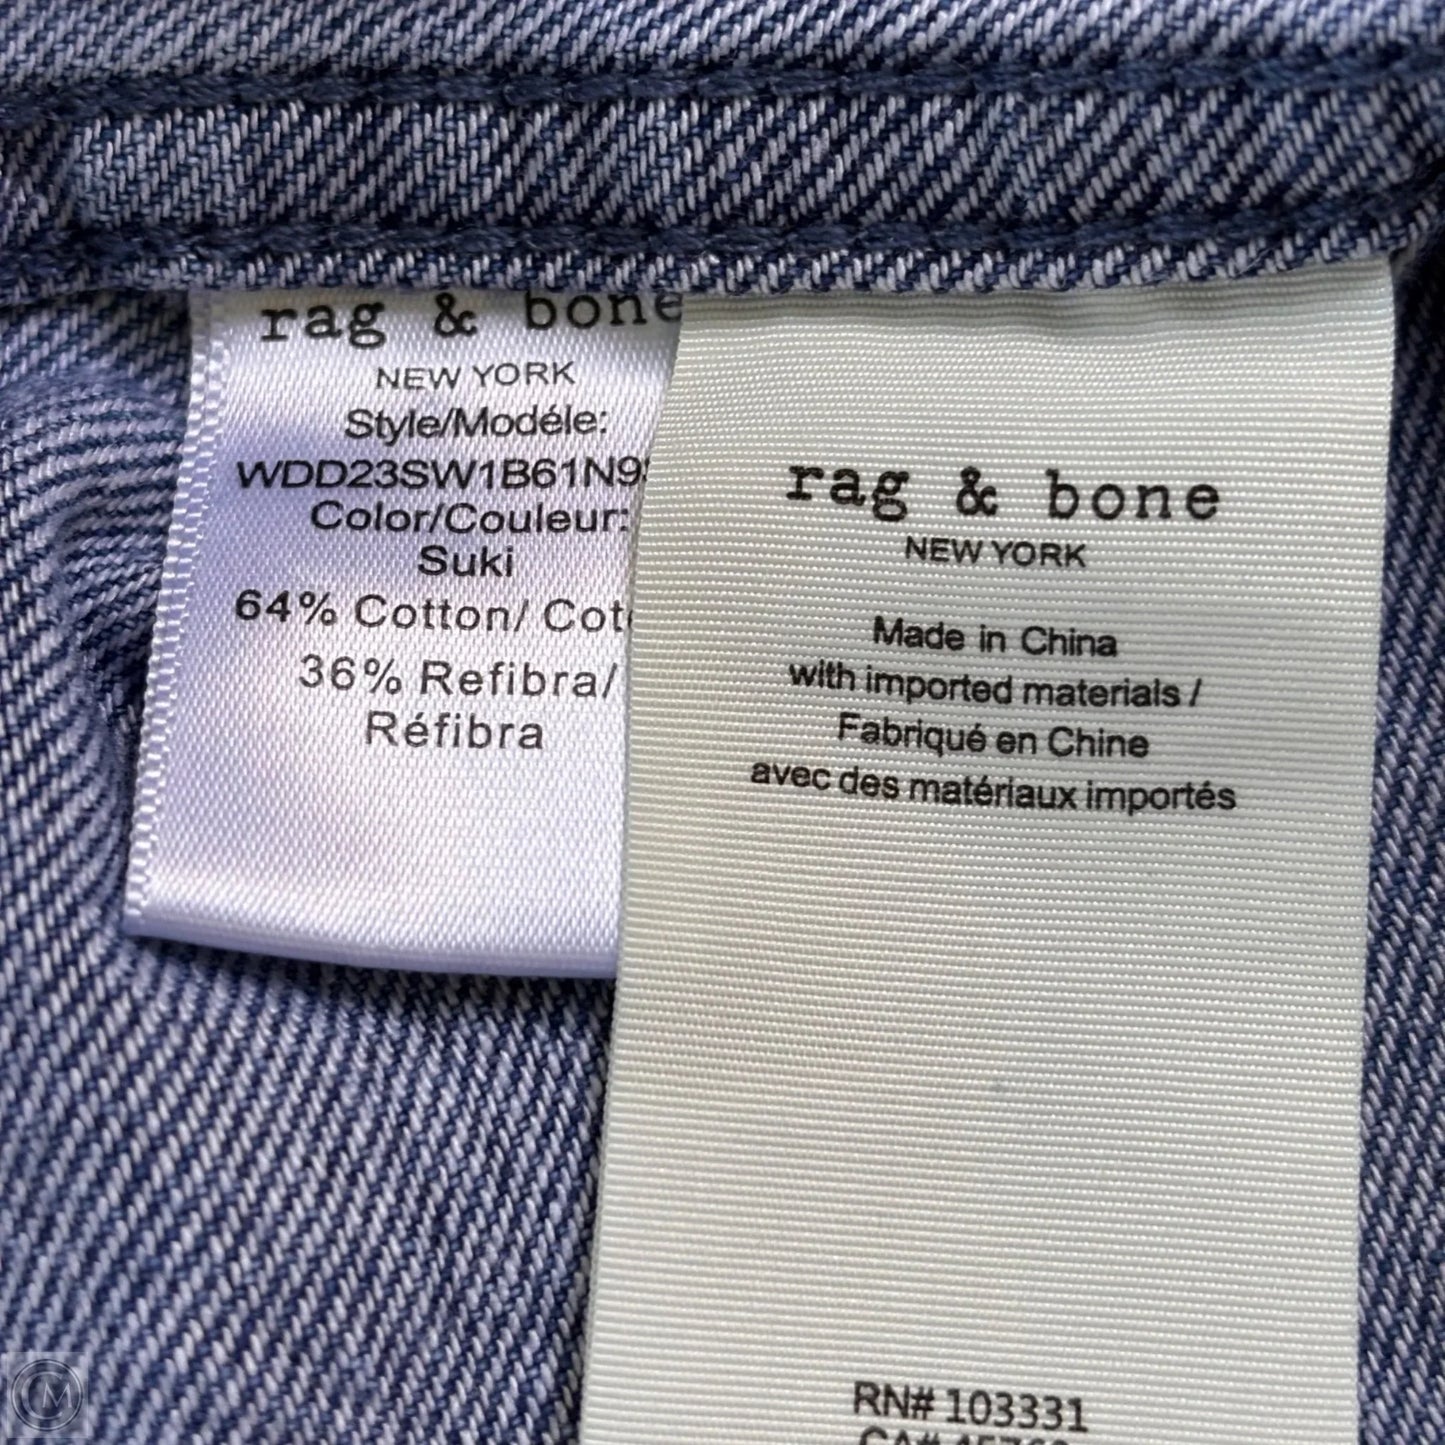 rag & bone
NEW YORK
Style/Modéle:
WDD23SW1B61N9
Color/Couleur:
Suki
64% Cotton/ Cot
36% Refibra/
Réfibra
rag & bone
NEW YORK
Made in China
with imported materials /
Fabriqué en Chine
avec des matériaux importés
RN# 103331
CA#
M